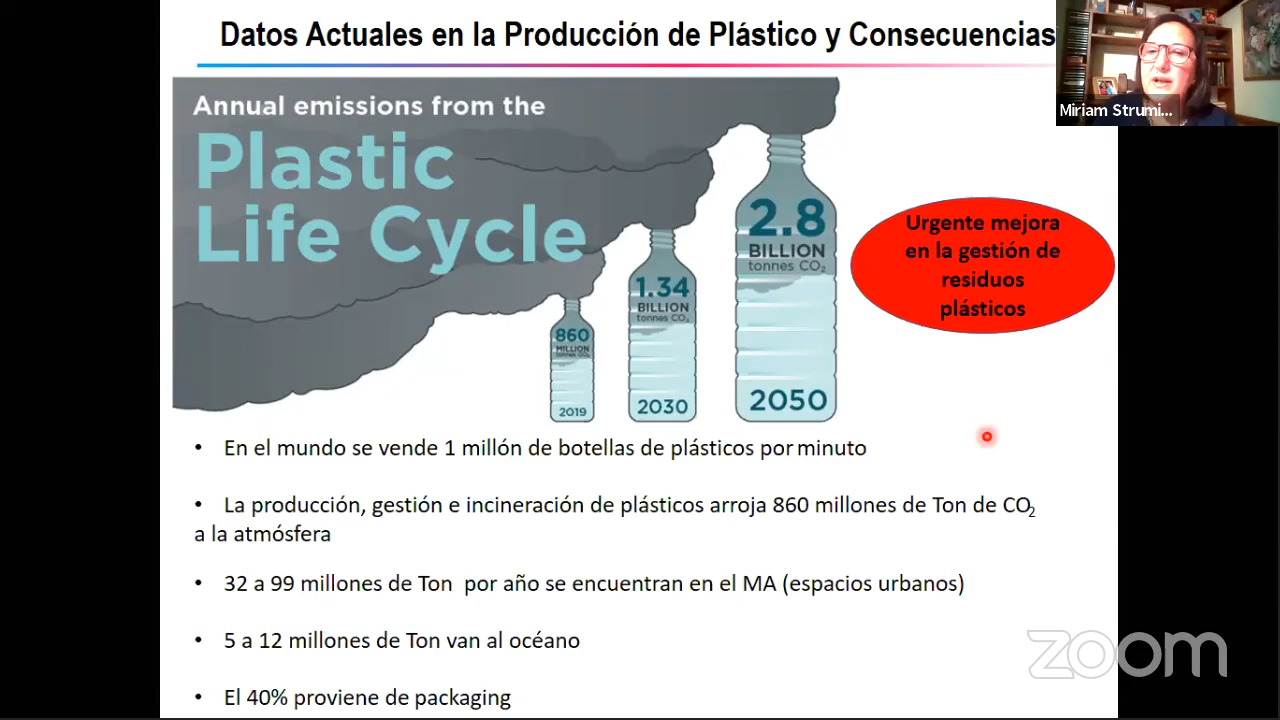 Datos Actuales en la Producción de Plástico y Consecuencias
Miriam Strumi...
Annual emissions from the
Plastic
Life Cycle
860
MILLION
tonnes CO₂
2019
1.34
BILLION
tonnes CO₂
2030
2.8
BILLION
tonnes CO₂
2050
Urgente mejora
en la gestión de
residuos
plásticos
• En el mundo se vende 1 millón de botellas de plásticos por minuto
• La producción, gestión e incineración de plásticos arroja 860 millones de Ton de CO₂
a la atmósfera
• 32 a 99 millones de Ton por año se encuentran en el MA (espacios urbanos)
• 5 a 12 millones de Ton van al océano
• El 40% proviene de packaging
zoom